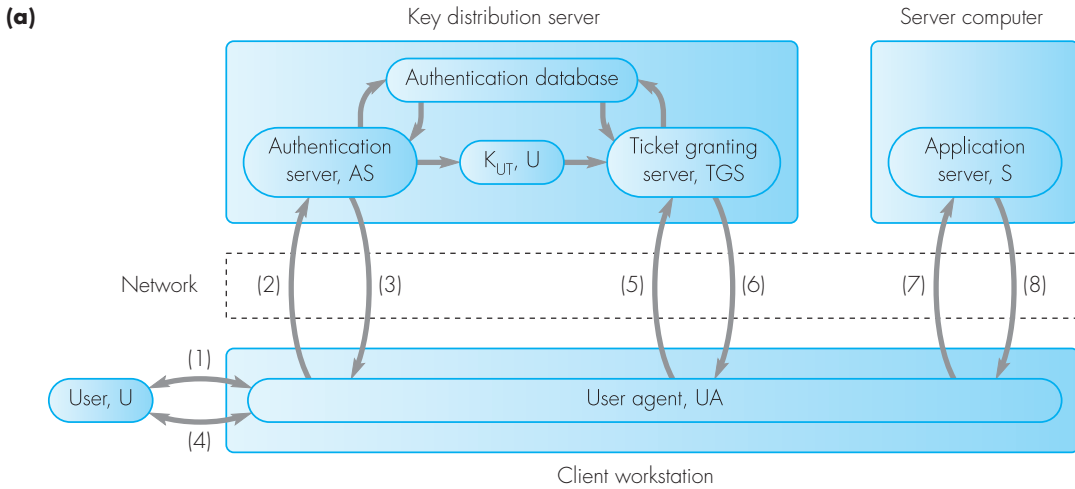 (a)
Key distribution server
Server computer
Authentication database
Authentication
server, AS
K_UT, U
Ticket granting
server, TGS
Application
server, S
Network
(2)
(3)
(5)
(6)
(7)
(8)
(1)
User, U
User agent, UA
(4)
Client workstation